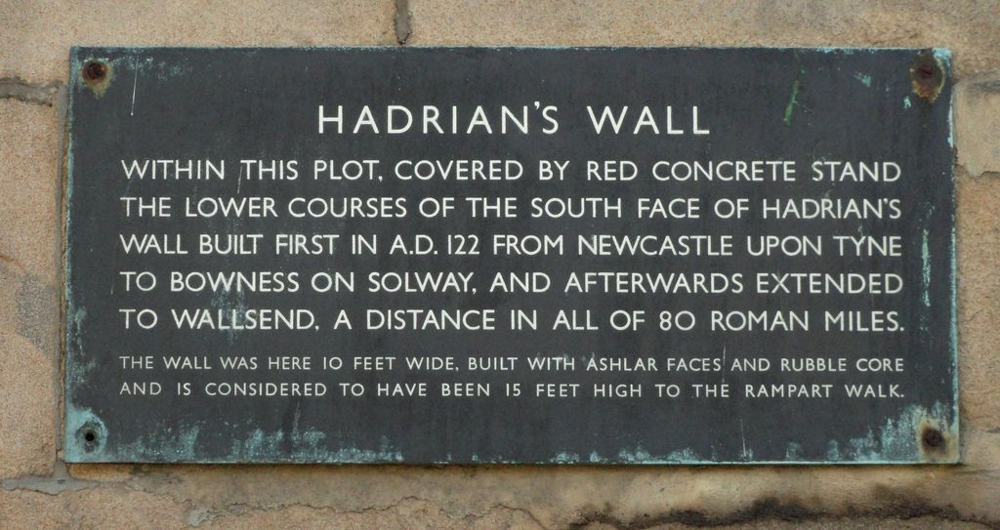 HADRIAN'S WALL
WITHIN THIS PLOT, COVERED BY RED CONCRETE STAND
THE LOWER COURSES OF THE SOUTH FACE OF HADRIAN'S
WALL BUILT FIRST IN A.D. 122 FROM NEWCASTLE UPON TYNE
TO BOWNESS ON SOLWAY, AND AFTERWARDS EXTENDED
TO WALLSEND, A DISTANCE IN ALL OF 80 ROMAN MILES.
THE WALL WAS HERE 10 FEET WIDE, BUILT WITH ASHLAR FACES AND RUBBLE CORE
AND IS CONSIDERED TO HAVE BEEN 15 FEET HIGH TO THE RAMPART WALK.